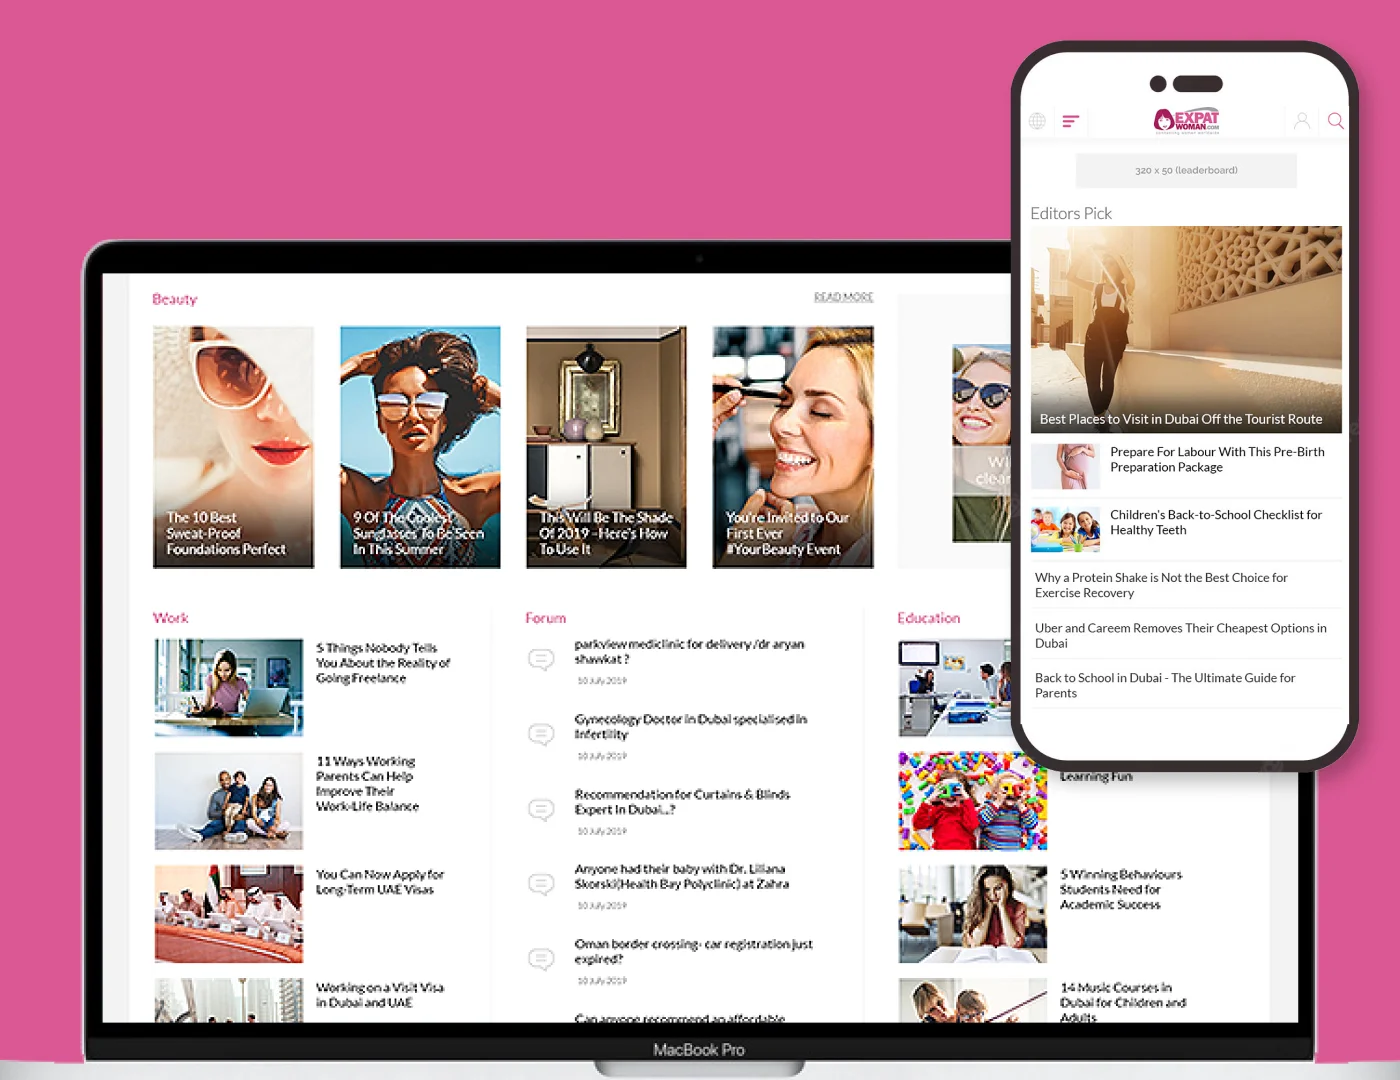 EXPAT
WOMAN.COM
320 x 50 (leaderboard)
Editors Pick
Best Places to Visit in Dubai Off the Tourist Route
Prepare For Labour With This Pre-Birth
Preparation Package
Children's Back-to-School Checklist for
Healthy Teeth
Why a Protein Shake is Not the Best Choice for
Exercise Recovery
Uber and Careem Removes Their Cheapest Options in
Dubai
Back to School in Dubai - The Ultimate Guide for
Parents
Beauty
READ MORE
The 10 Best
Sweat-Proof
Foundations Perfect
9 Of The Coolest
Sunglasses To Be Seen
In This Summer
This Will Be The Shade
Of 2019 - Here's How
To Use It
You're Invited to Our
First Ever
#YourBeauty Event
Work
5 Things Nobody Tells
You About the Reality of
Going Freelance
11 Ways Working
Parents Can Help
Improve Their
Work-Life Balance
You Can Now Apply for
Long-Term UAE Visas
Working on a Visit Visa
in Dubai and UAE
Forum
parkview mediclinic for delivery /dr aryan
shawkat ?
10 July 2019
Gynecology Doctor in Dubai specialised in
Infertility
10 July 2019
Recommendation for Curtains & Blinds
Expert In Dubai...?
10 July 2019
Anyone had their baby with Dr. Liliana
Skorski(Health Bay Polyclinic) at Zahra
10 July 2019
Oman border crossing- car registration just
expired?
10 July 2019
Can anyone recommend an affordable
Education
Learning Fun
5 Winning Behaviours
Students Need for
Academic Success
14 Music Courses in
Dubai for Children and
Adults
MacBook Pro